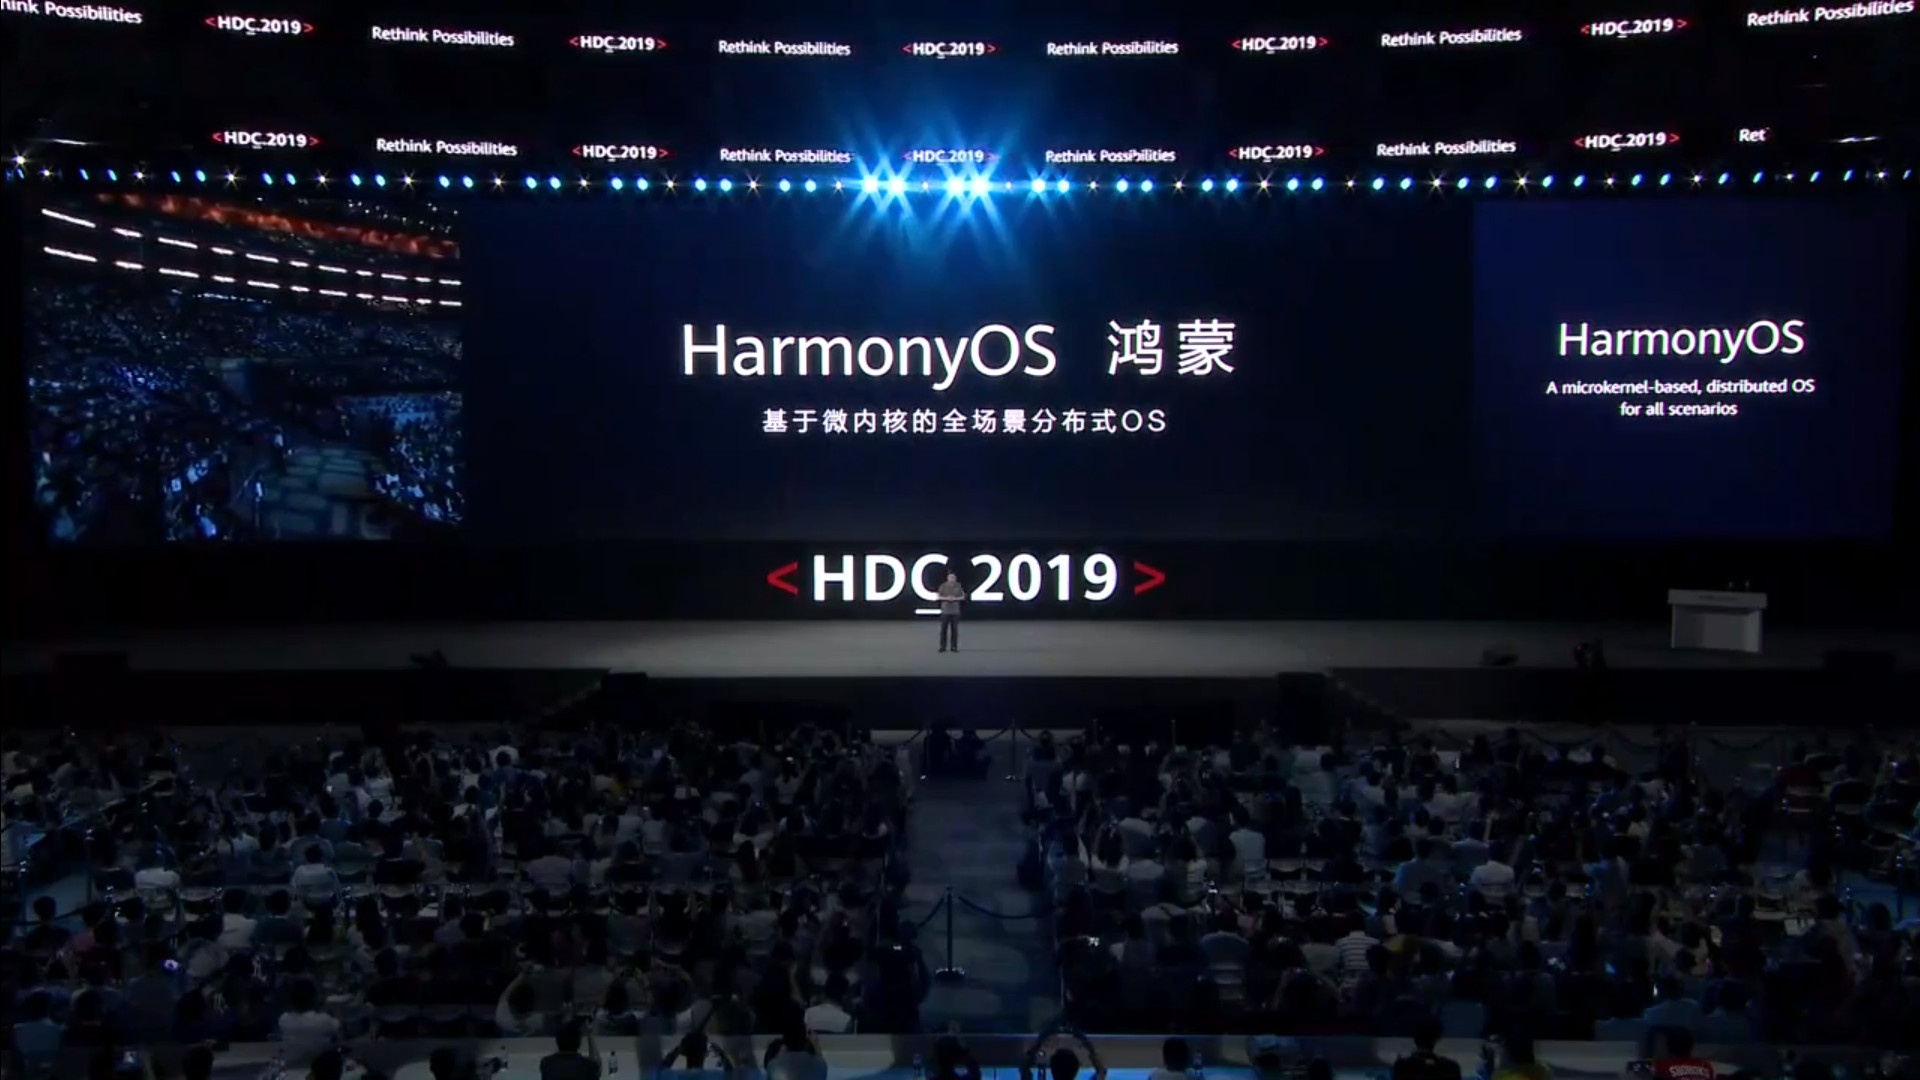 hink Possibilities <HDC.2019> Rethink Possibilities <HDC.2019> Rethink Possibilities <HDC.2019> Rethink Possibilities <HDC.2019> Rethink Possibilities <HDC.2019> Rethink Possibilities
<HDC.2019> Rethink Possibilities <HDC.2019> Rethink Possibilities <HDC.2019> Rethink Possibilities <HDC.2019> Rethink Possibilities <HDC.2019> Ret
HarmonyOS 鸿蒙
基于微内核的全场景分布式OS
HarmonyOS
A microkernel-based, distributed OS
for all scenarios
<HDC.2019>